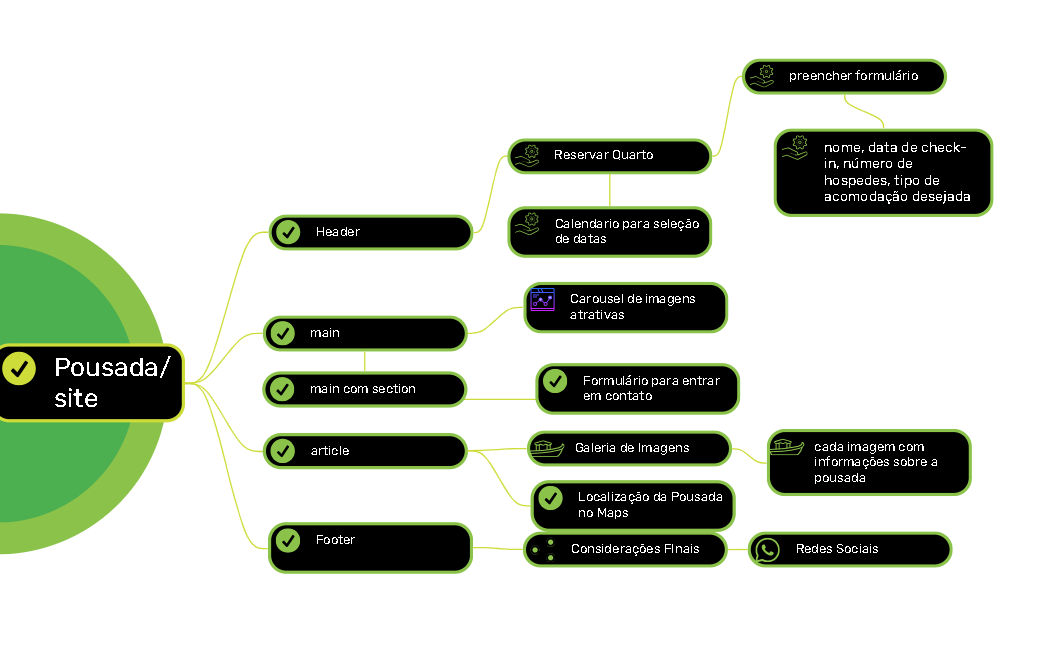 preencher formulário
nome, data de check-
in, número de
hospedes, tipo de
acomodação desejada
Reservar Quarto
Calendario para seleção
de datas
Header
Carousel de imagens
atrativas
main
Pousada/
site
main com section
Formulário para entrar
em contato
article
Galeria de Imagens
cada imagem com
informações sobre a
pousada
Localização da Pousada
no Maps
Footer
Considerações FInais
Redes Sociais